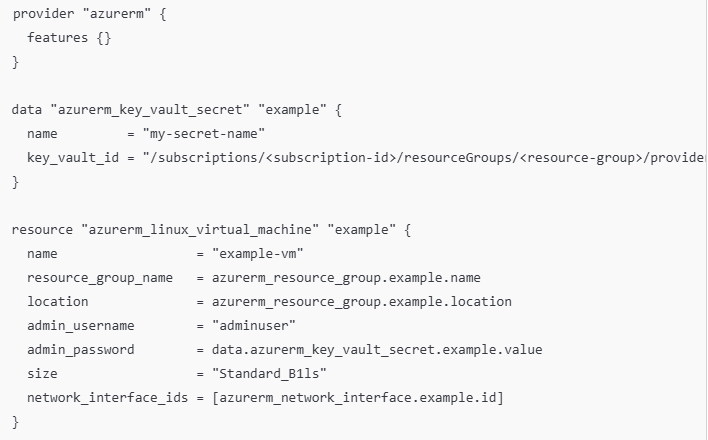 provider "azurerm" {
  features {}
}

data "azurerm_key_vault_secret" "example" {
  name         = "my-secret-name"
  key_vault_id = "/subscriptions/<subscription-id>/resourceGroups/<resource-group>/provider
}

resource "azurerm_linux_virtual_machine" "example" {
  name                  = "example-vm"
  resource_group_name   = azurerm_resource_group.example.name
  location              = azurerm_resource_group.example.location
  admin_username        = "adminuser"
  admin_password        = data.azurerm_key_vault_secret.example.value
  size                  = "Standard_B1ls"
  network_interface_ids = [azurerm_network_interface.example.id]
}